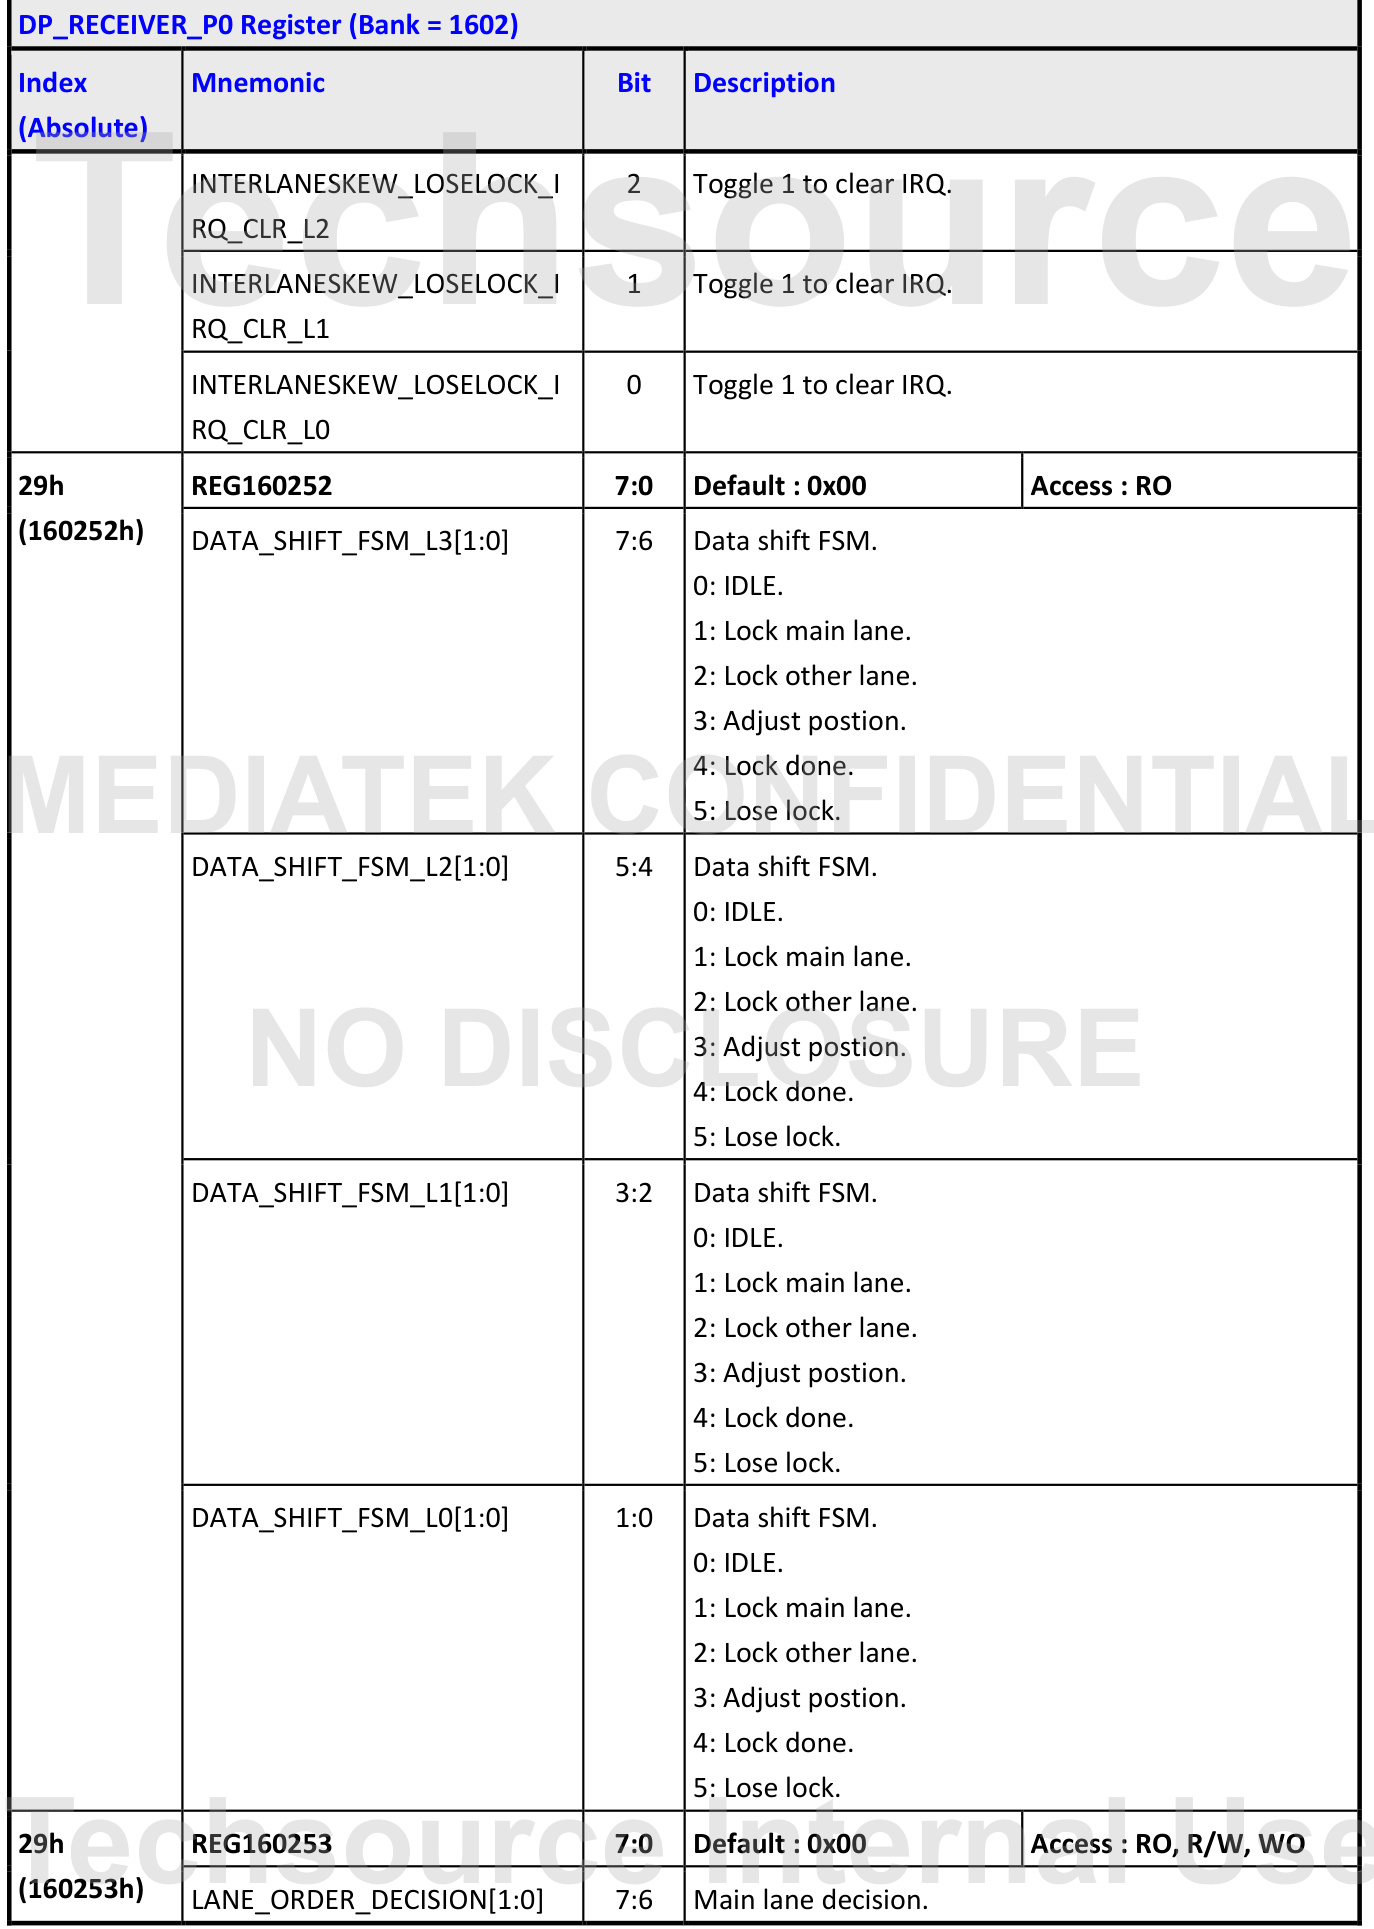 DP_RECEIVER_P0 Register (Bank = 1602)
Index (Absolute) Mnemonic Bit Description
INTERLANESKEW_LOSELOCK_I 2 Toggle 1 to clear IRQ.
RQ_CLR_L2
INTERLANESKEW_LOSELOCK_I 1 Toggle 1 to clear IRQ.
RQ_CLR_L1
INTERLANESKEW_LOSELOCK_I 0 Toggle 1 to clear IRQ.
RQ_CLR_L0
29h REG160252 7:0 Default : 0x00 Access : RO
(160252h) DATA_SHIFT_FSM_L3[1:0] 7:6 Data shift FSM.
0: IDLE.
1: Lock main lane.
2: Lock other lane.
3: Adjust postion.
4: Lock done.
5: Lose lock.
DATA_SHIFT_FSM_L2[1:0] 5:4 Data shift FSM.
0: IDLE.
1: Lock main lane.
2: Lock other lane.
3: Adjust postion.
4: Lock done.
5: Lose lock.
DATA_SHIFT_FSM_L1[1:0] 3:2 Data shift FSM.
0: IDLE.
1: Lock main lane.
2: Lock other lane.
3: Adjust postion.
4: Lock done.
5: Lose lock.
DATA_SHIFT_FSM_L0[1:0] 1:0 Data shift FSM.
0: IDLE.
1: Lock main lane.
2: Lock other lane.
3: Adjust postion.
4: Lock done.
5: Lose lock.
29h REG160253 7:0 Default : 0x00 Access : RO, R/W, WO
(160253h) LANE_ORDER_DECISION[1:0] 7:6 Main lane decision.
Techsource
MEDIATEK CONFIDENTIAL
NO DISCLOSURE
Techsource Internal Use